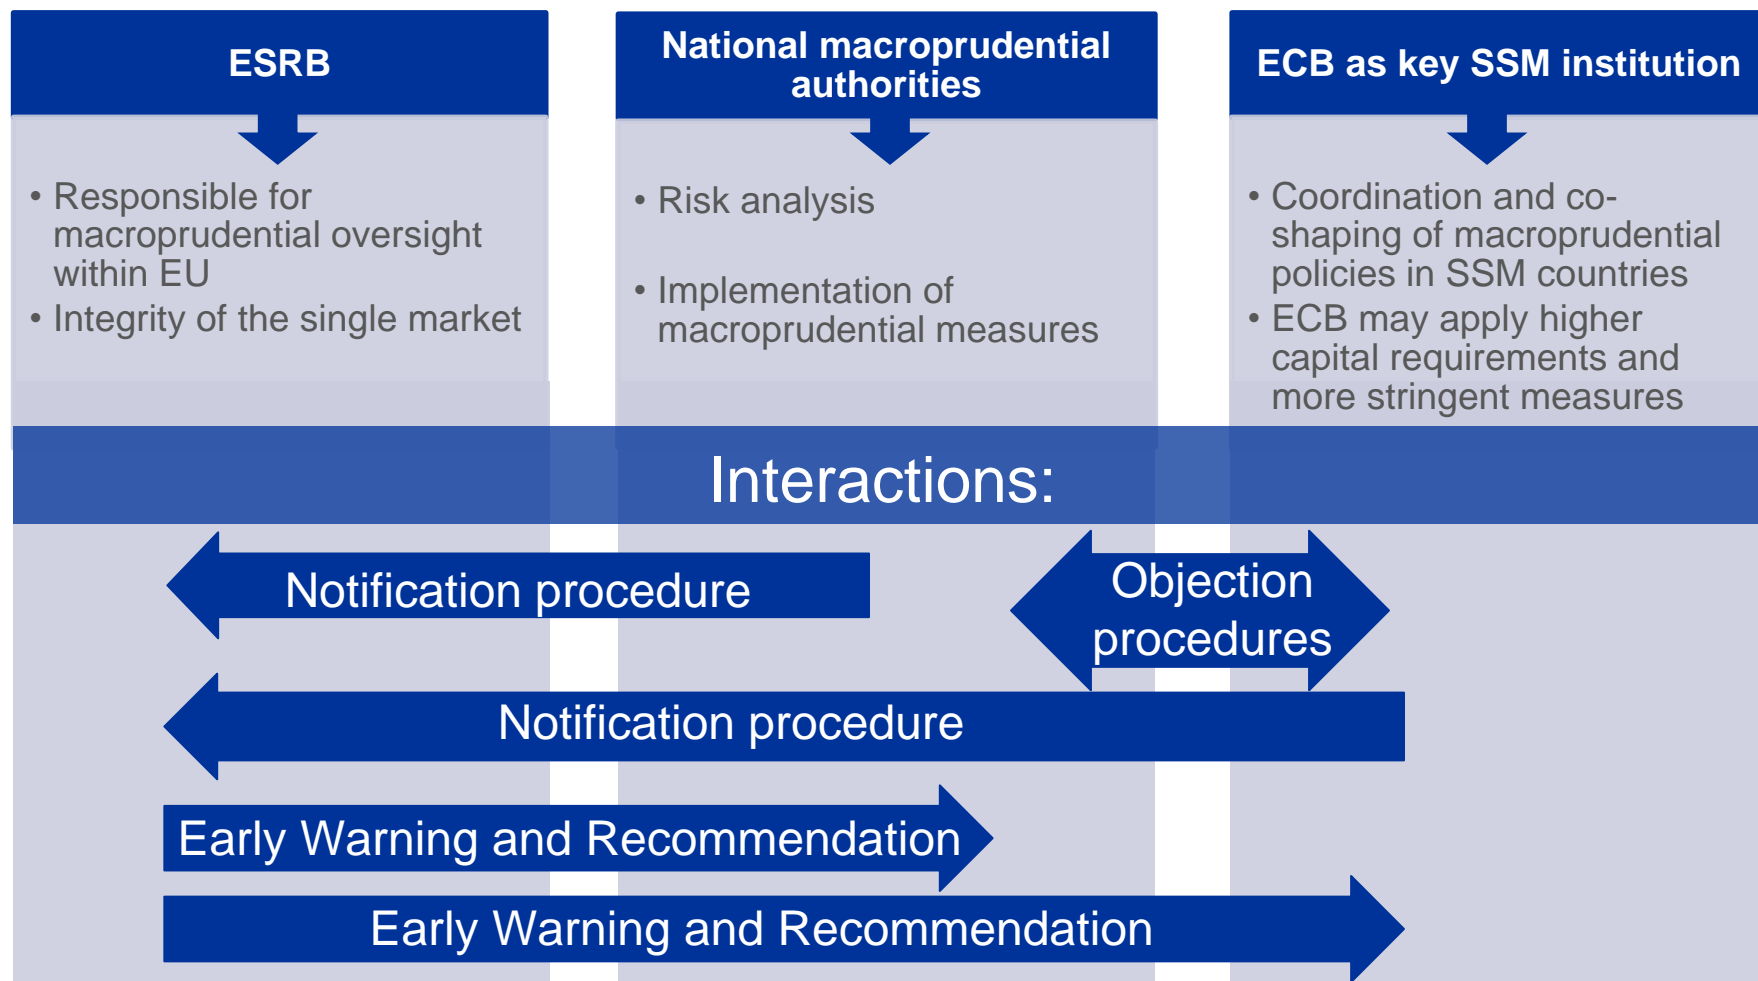 ESRB
• Responsible for
macroprudential oversight
within EU
• Integrity of the single market
National macroprudential
authorities
• Risk analysis
• Implementation of
macroprudential measures
ECB as key SSM institution
• Coordination and co-
shaping of macroprudential
policies in SSM countries
• ECB may apply higher
capital requirements and
more stringent measures
Interactions:
Notification procedure
Objection
procedures
Notification procedure
Early Warning and Recommendation
Early Warning and Recommendation